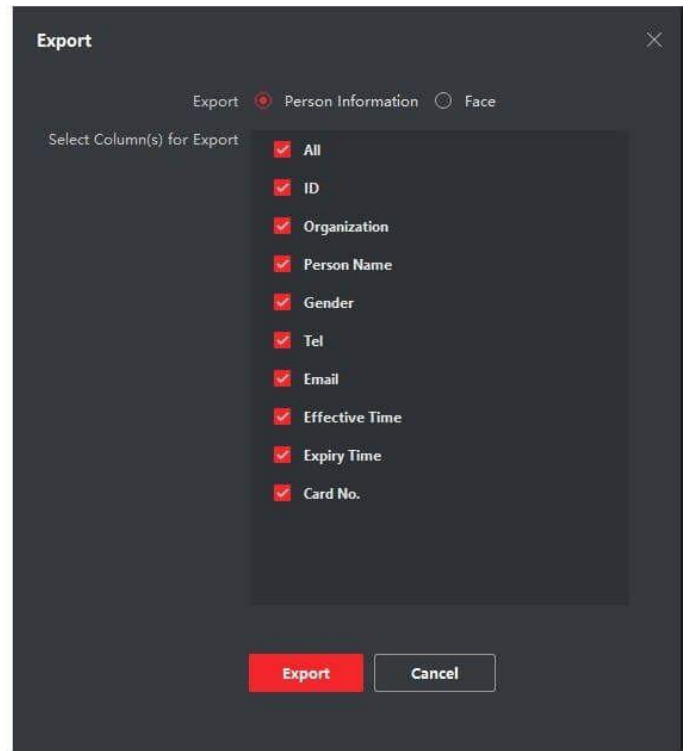 Export
Export Person Information Face
Select Column(s) for Export
All
ID
Organization
Person Name
Gender
Tel
Email
Effective Time
Expiry Time
Card No.
Export Cancel